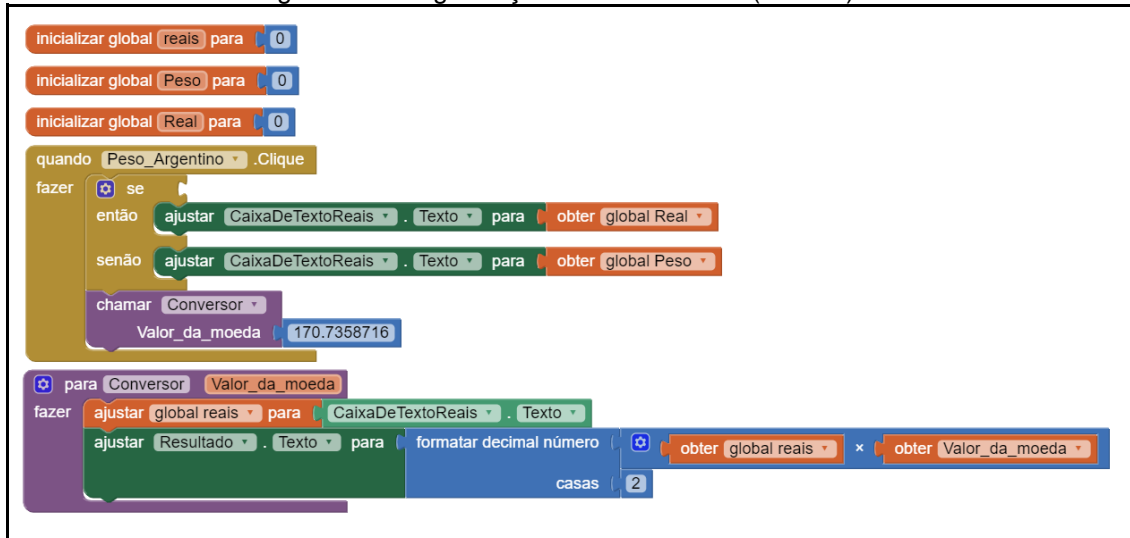 inicializar global reais para 0
inicializar global Peso para 0
inicializar global Real para 0
quando Peso_Argentino .Clique
fazer se
então ajustar CaixaDeTextoReais . Texto para obter global Real
senão ajustar CaixaDeTextoReais . Texto para obter global Peso
chamar Conversor
Valor_da_moeda 170.7358716
para Conversor Valor_da_moeda
fazer ajustar global reais para CaixaDeTextoReais . Texto
ajustar Resultado . Texto para formatar decimal número obter global reais × obter Valor_da_moeda
casas 2